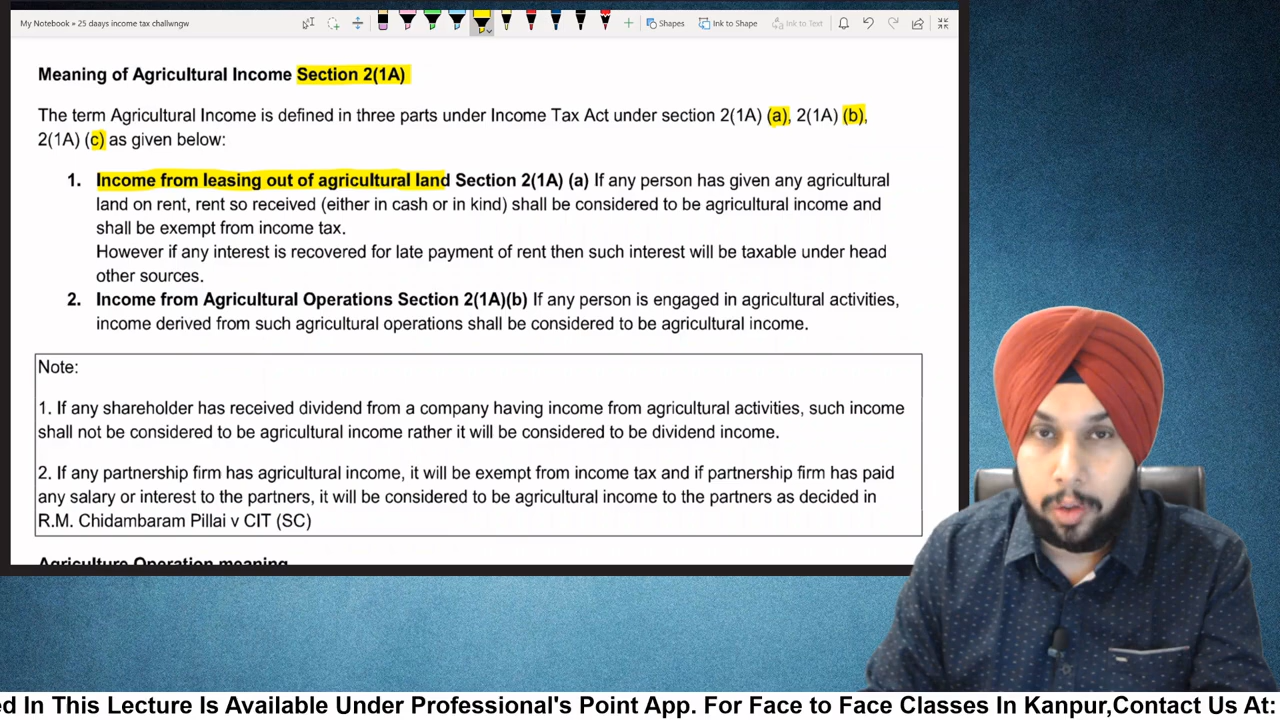 My Notebook » 25 daays income tax challwngw
Shapes
Ink to Shape
Ink to Text
Meaning of Agricultural Income Section 2(1A)
The term Agricultural Income is defined in three parts under Income Tax Act under section 2(1A) (a), 2(1A) (b),
2(1A) (c) as given below:
1. Income from leasing out of agricultural land Section 2(1A) (a) If any person has given any agricultural
land on rent, rent so received (either in cash or in kind) shall be considered to be agricultural income and
shall be exempt from income tax.
However if any interest is recovered for late payment of rent then such interest will be taxable under head
other sources.
2. Income from Agricultural Operations Section 2(1A)(b) If any person is engaged in agricultural activities,
income derived from such agricultural operations shall be considered to be agricultural income.
Note:
1. If any shareholder has received dividend from a company having income from agricultural activities, such income
shall not be considered to be agricultural income rather it will be considered to be dividend income.
2. If any partnership firm has agricultural income, it will be exempt from income tax and if partnership firm has paid
any salary or interest to the partners, it will be considered to be agricultural income to the partners as decided in
R.M. Chidambaram Pillai v CIT (SC)
Agriculture Operation meaning
ed In This Lecture Is Available Under Professional's Point App. For Face to Face Classes In Kanpur,Contact Us At: